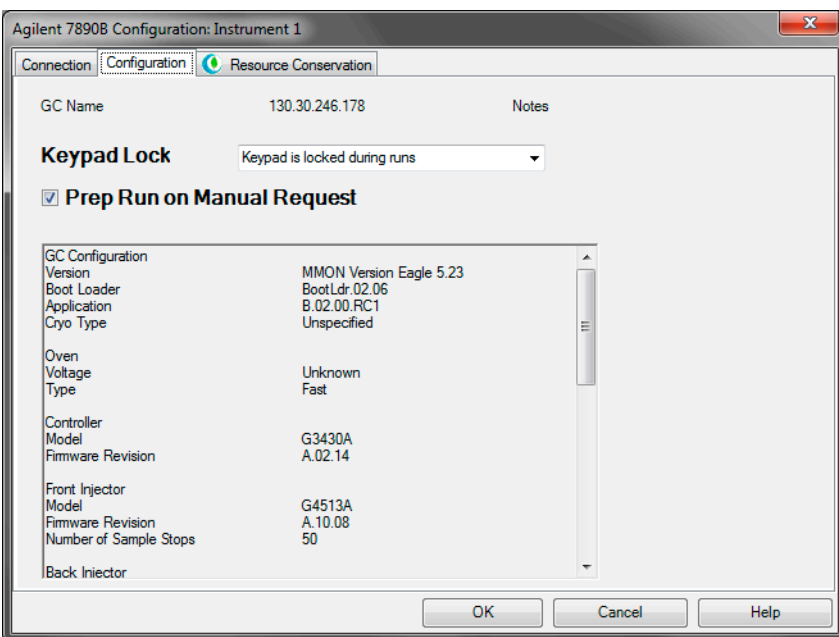 Agilent 7890B Configuration: Instrument 1
Connection Configuration Resource Conservation
GC Name 130.30.246.178 Notes
Keypad Lock Keypad is locked during runs
Prep Run on Manual Request
GC Configuration
Version MMON Version Eagle 5.23
Boot Loader BootLdr.02.06
Application B.02.00.RC1
Cryo Type Unspecified
Oven
Voltage Unknown
Type Fast
Controller
Model G3430A
Firmware Revision A.02.14
Front Injector
Model G4513A
Firmware Revision A.10.08
Number of Sample Stops 50
Back Injector
OK Cancel Help